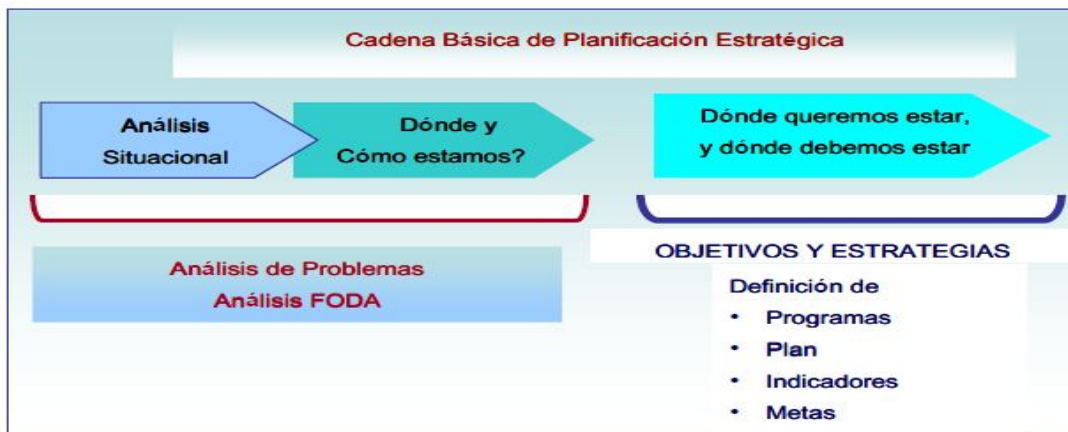 Cadena Básica de Planificación Estratégica
Análisis
Situacional
Dónde y
Cómo estamos?
Dónde queremos estar,
y dónde debemos estar
Análisis de Problemas
Análisis FODA
OBJETIVOS Y ESTRATEGIAS
Definición de
• Programas
• Plan
• Indicadores
• Metas